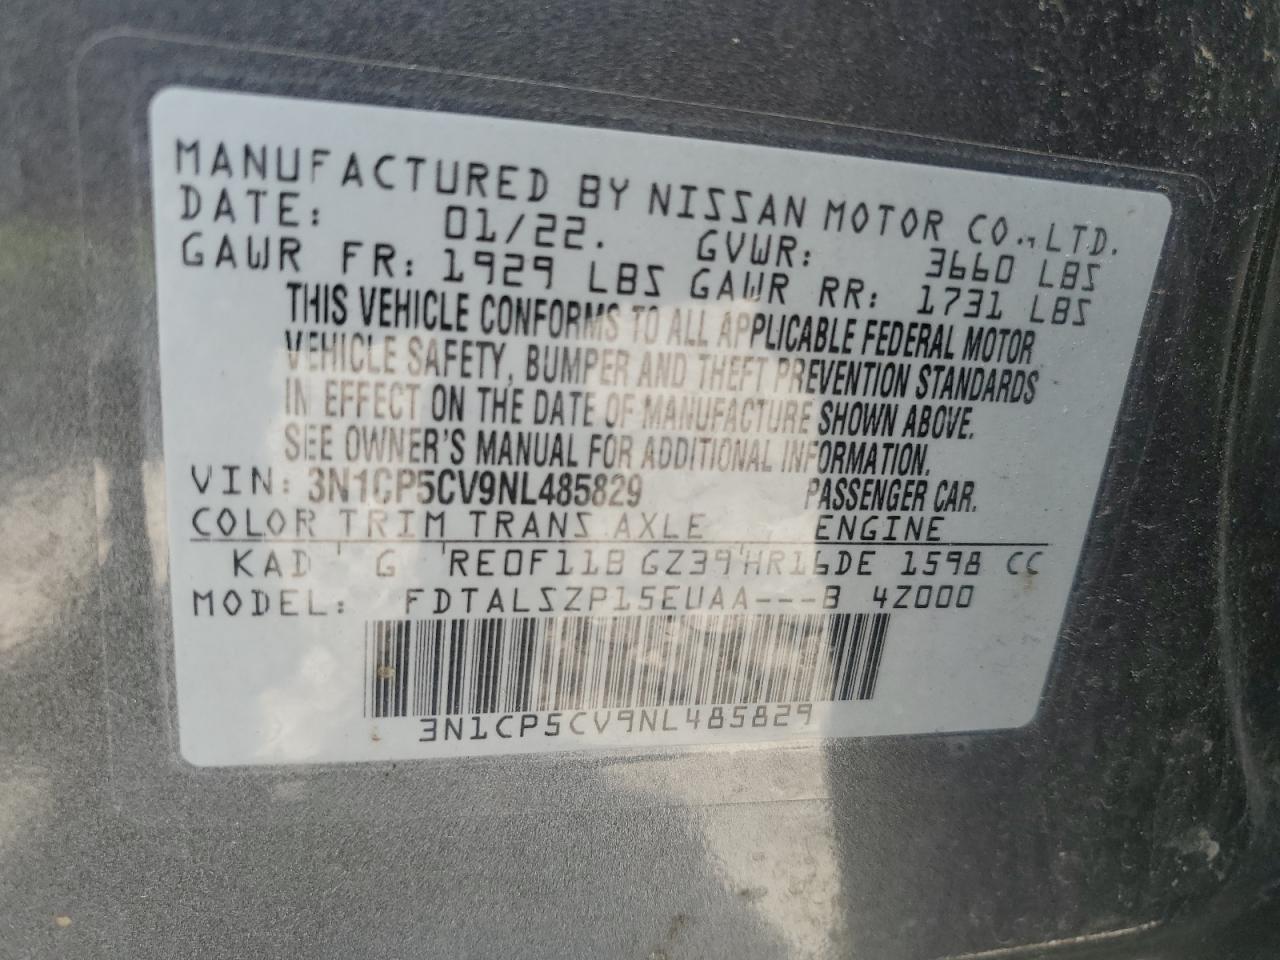 MANUFACTURED BY NISSAN MOTOR CO.,LTD.
DATE: 01/22. GVWR: 3660 LBS
GAWR FR: 1929 LBS GAWR RR: 1731 LBS
THIS VEHICLE CONFORMS TO ALL APPLICABLE FEDERAL MOTOR
VEHICLE SAFETY, BUMPER AND THEFT PREVENTION STANDARDS
IN EFFECT ON THE DATE OF MANUFACTURE SHOWN ABOVE.
SEE OWNER'S MANUAL FOR ADDITIONAL INFORMATION.
VIN: 3N1CP5CV9NL485829 PASSENGER CAR.
COLOR TRIM TRANS AXLE ENGINE
KAD G RE0F11B GZ39 HR16DE 1598 CC
MODEL: FDTALSZP15EUAA---B 4Z000
3N1CP5CV9NL485829